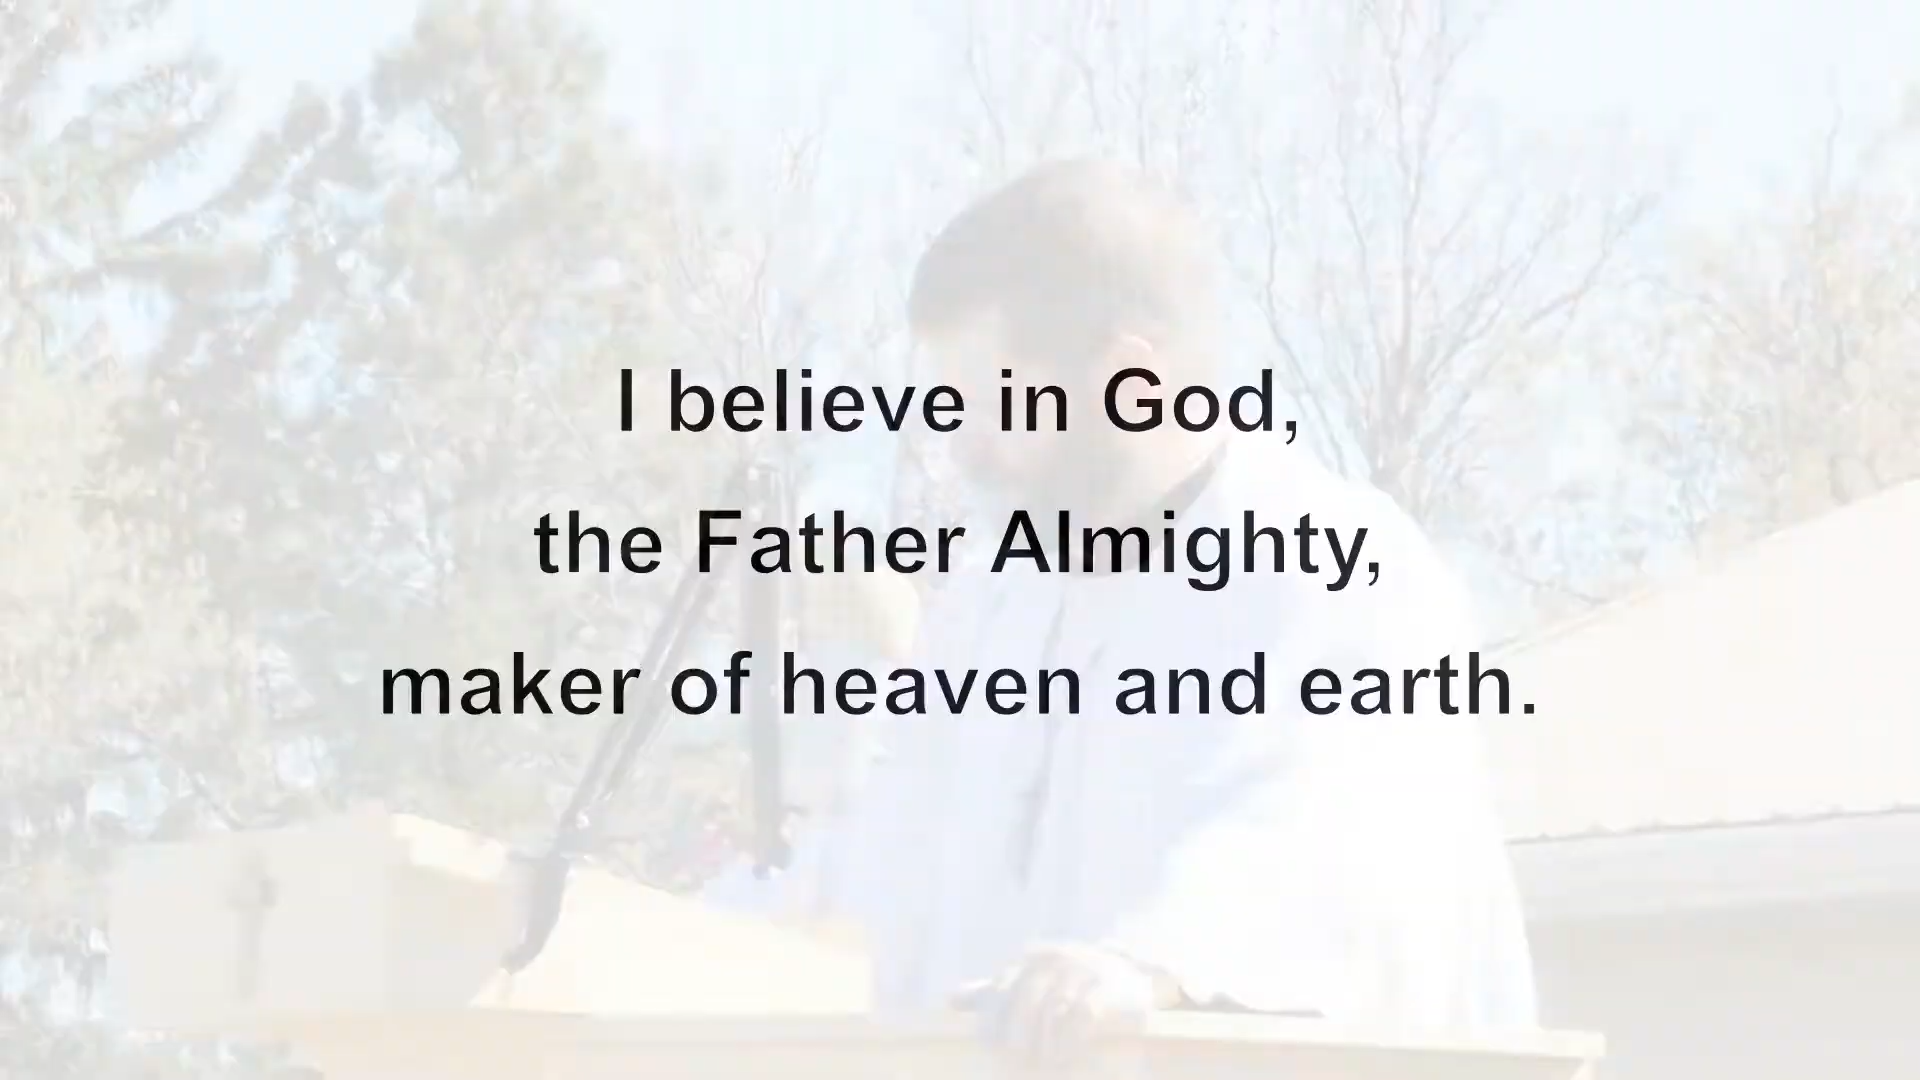 I believe in God,
the Father Almighty,
maker of heaven and earth.